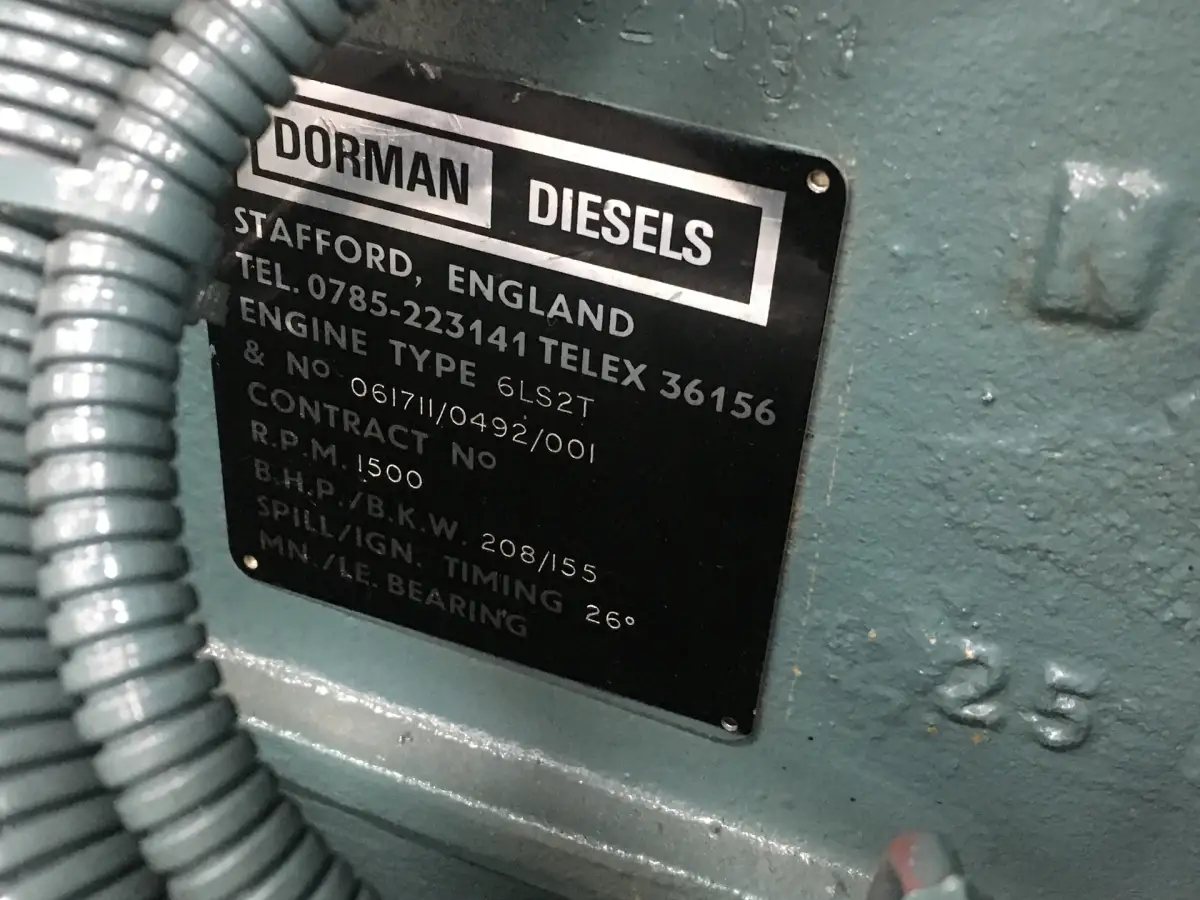 DORMAN DIESELS
STAFFORD, ENGLAND
TEL. 0785-223141 TELEX 36156
ENGINE TYPE 6LS2T
& Nº 061711/0492/001
CONTRACT Nº
R.P.M. 1500
B.H.P./B.K.W. 208/155
SPILL/IGN. TIMING 26°
MN./LE. BEARING
25